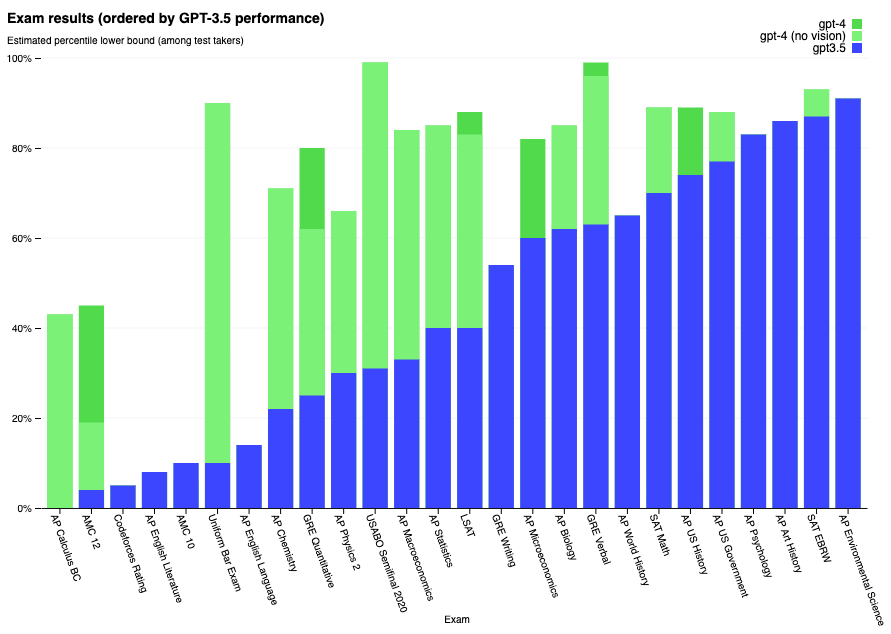 Exam results (ordered by GPT-3.5 performance)
Estimated percentile lower bound (among test takers)
gpt-4
gpt-4 (no vision)
gpt3.5
100%
80%
60%
40%
20%
0%
AP Calculus BC
AMC 12
Codeforces Rating
AP English Literature
AMC 10
Uniform Bar Exam
AP English Language
AP Chemistry
GRE Quantitative
AP Physics 2
USABO Semifinal 2020
AP Macroeconomics
AP Statistics
LSAT
GRE Writing
AP Microeconomics
AP Biology
GRE Verbal
AP World History
SAT Math
AP US History
AP US Government
AP Psychology
AP Art History
SAT EBRW
AP Environmental Science
Exam